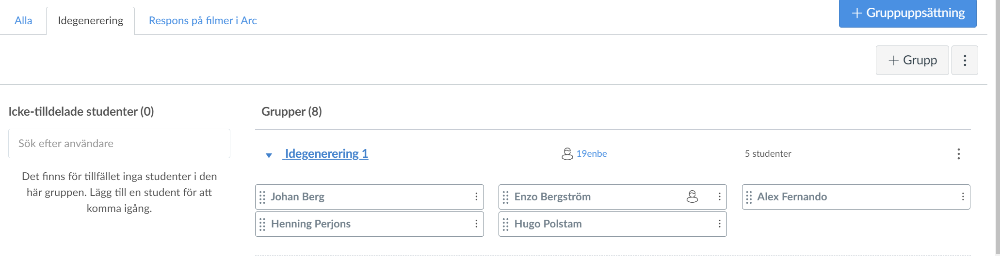 Alla
Idegenerering
Respons på filmer i Arc
+ Gruppuppsättning
+ Grupp
Icke-tilldelade studenter (0)
Sök efter användare
Det finns för tillfället inga studenter i den
här gruppen. Lägg till en student för att
komma igång.
Grupper (8)
Idegenerering 1
19enbe
5 studenter
Johan Berg
Enzo Bergström
Alex Fernando
Henning Perjons
Hugo Polstam